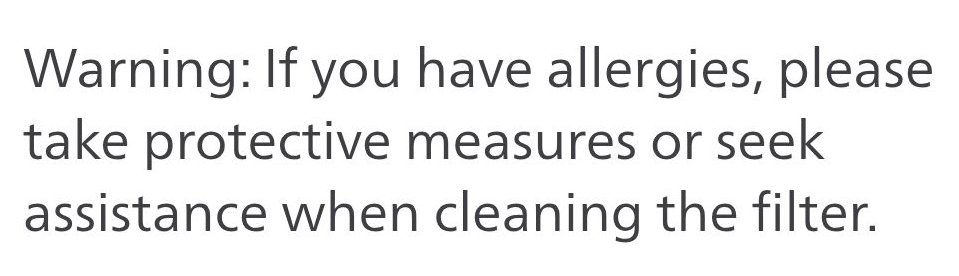 Warning: If you have allergies, please
take protective measures or seek
assistance when cleaning the filter.